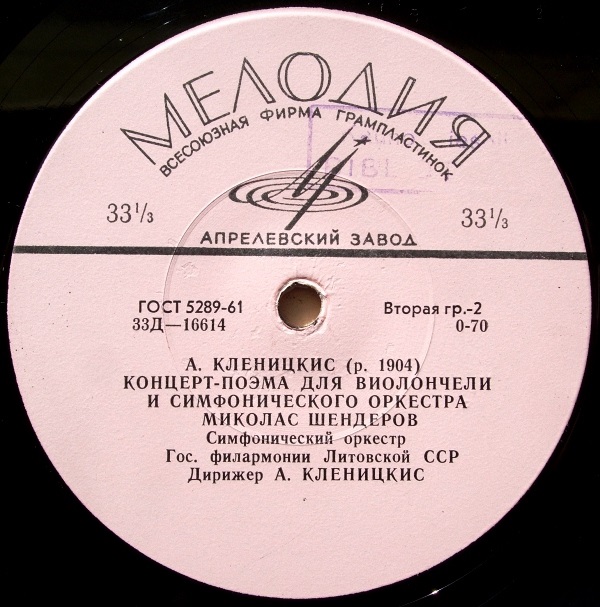 МЕЛОДИЯ
ВСЕСОЮЗНАЯ ФИРМА ГРАМПЛАСТИНОК
33⅓ 33⅓
АПРЕЛЕВСКИЙ ЗАВОД
ГОСТ 5289-61 Вторая гр.-2
33Д—16614 0-70
А. КЛЕНИЦКИС (р. 1904)
КОНЦЕРТ-ПОЭМА ДЛЯ ВИОЛОНЧЕЛИ
И СИМФОНИЧЕСКОГО ОРКЕСТРА
МИКОЛАС ШЕНДЕРОВ
Симфонический оркестр
Гос. филармонии Литовской ССР
Дирижер А. КЛЕНИЦКИС